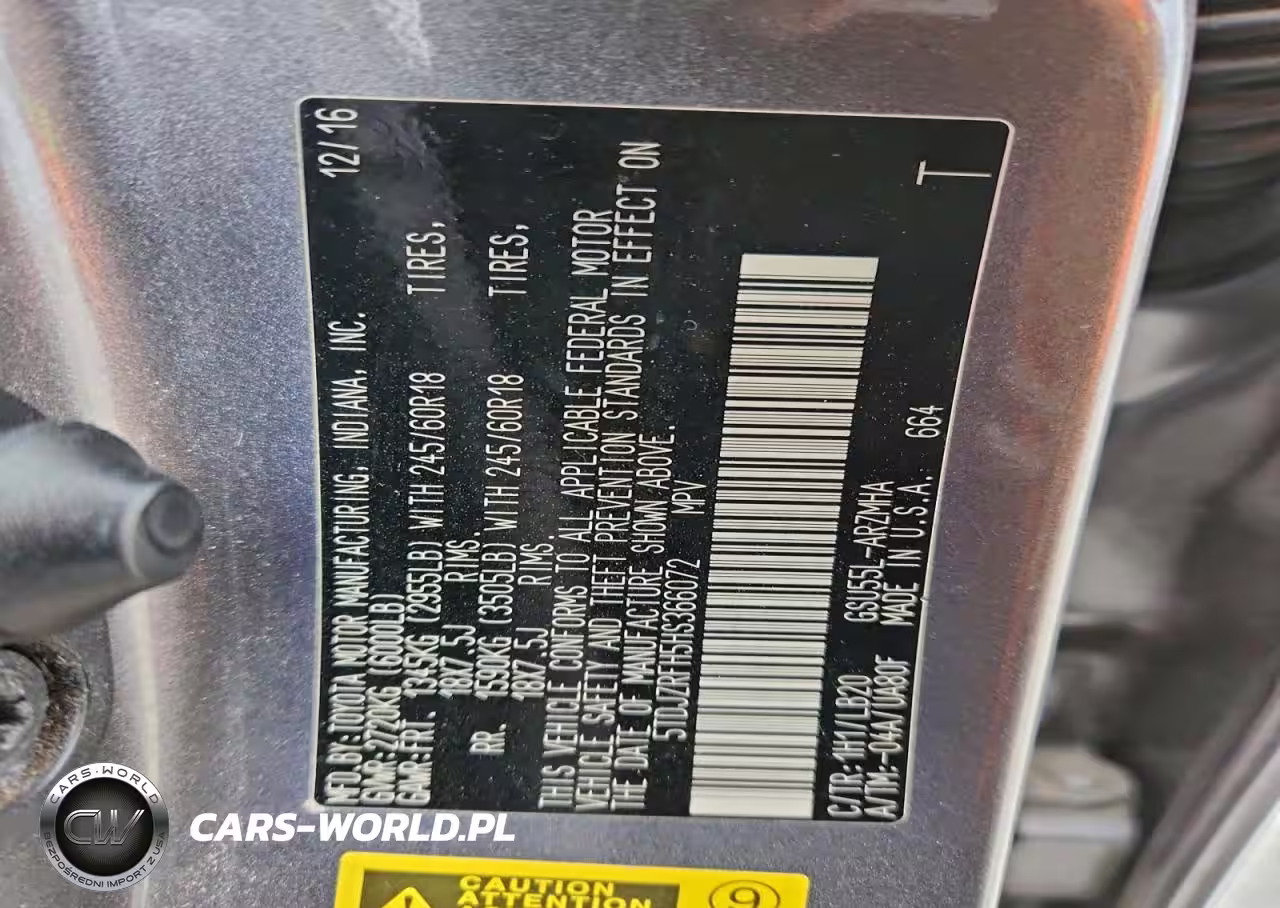 MFD.BY:TOYOTA MOTOR MANUFACTURING, INDIANA, INC. 12/16
GVWR:2720KG (6000LB)
GAWR:FRT. 1345KG (2955LB) WITH 245/60R18 TIRES,
18X7.5J RIMS.
RR. 1590KG (3505LB) WITH 245/60R18 TIRES,
18X7.5J RIMS.
THIS VEHICLE CONFORMS TO ALL APPLICABLE FEDERAL MOTOR
VEHICLE SAFETY AND THEFT PREVENTION STANDARDS IN EFFECT ON
THE DATE OF MANUFACTURE SHOWN ABOVE.
5TDJZRFH5HS366072 MPV
C/TR:1H1/LB20 GSU55L-ARZMHA
A/TM:-04A/UA80F MADE IN U.S.A. 664
T
CAUTION
ATTENTION
9
CARS-WORLD
CW
BEZPOŚREDNI IMPORT Z USA
CARS-WORLD.PL